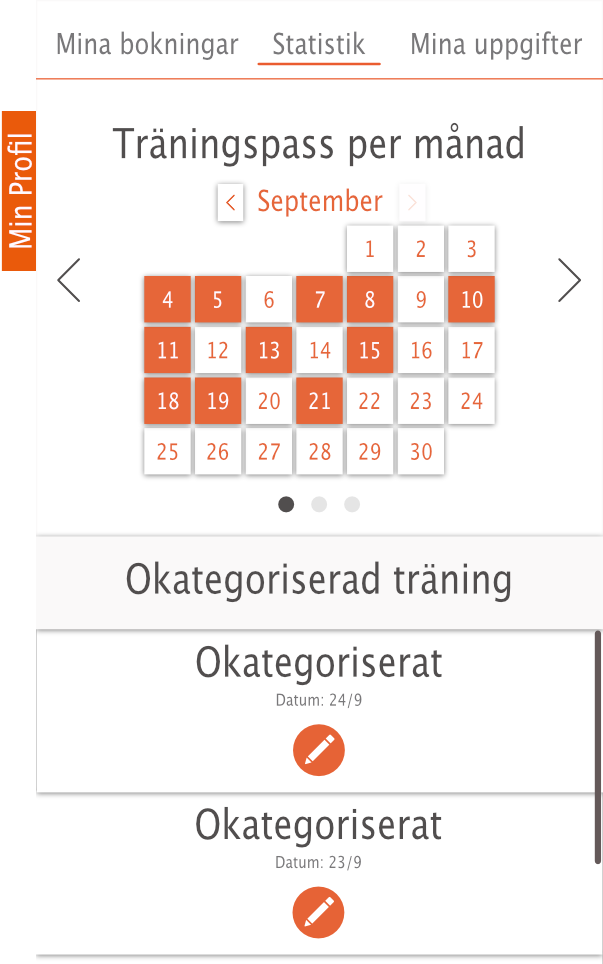 Mina bokningar Statistik Mina uppgifter
Min Profil
Träningspass per månad
September
1 2 3
4 5 6 7 8 9 10
11 12 13 14 15 16 17
18 19 20 21 22 23 24
25 26 27 28 29 30
Okategoriserad träning
Okategoriserat
Datum: 24/9
Okategoriserat
Datum: 23/9